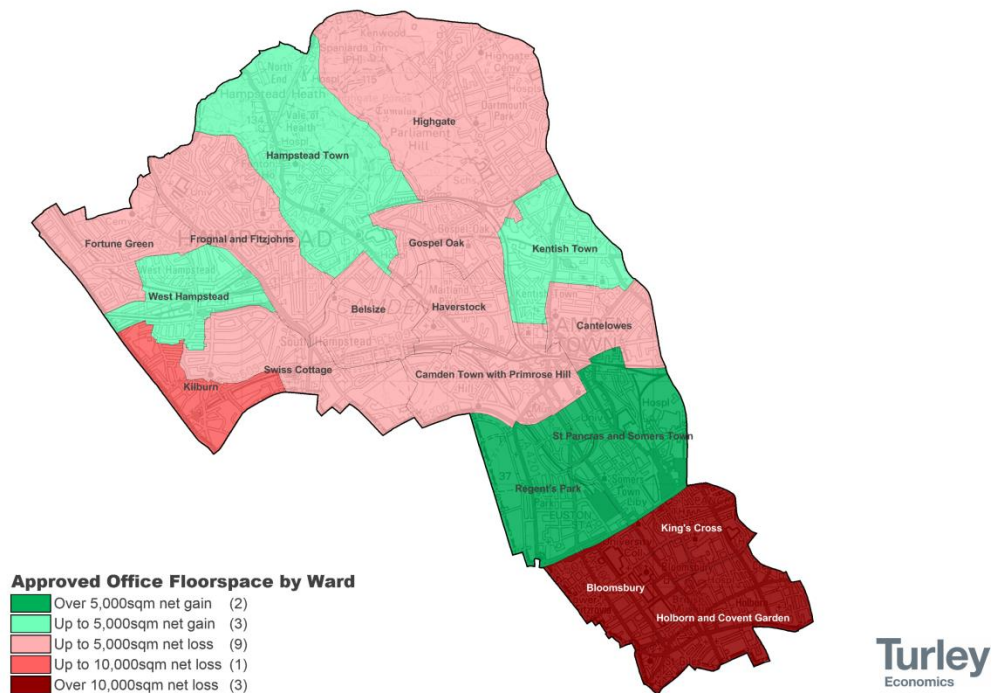 Highgate
Hampstead Town
Fortune Green
Frognal and Fitzjohns
Gospel Oak
Kentish Town
West Hampstead
Belsize
Haverstock
Cantelowes
Swiss Cottage
Camden Town with Primrose Hill
Kilburn
St Pancras and Somers Town
Regent's Park
King's Cross
Bloomsbury
Holborn and Covent Garden
Approved Office Floorspace by Ward
Over 5,000sqm net gain (2)
Up to 5,000sqm net gain (3)
Up to 5,000sqm net loss (9)
Up to 10,000sqm net loss (1)
Over 10,000sqm net loss (3)
Turley
Economics